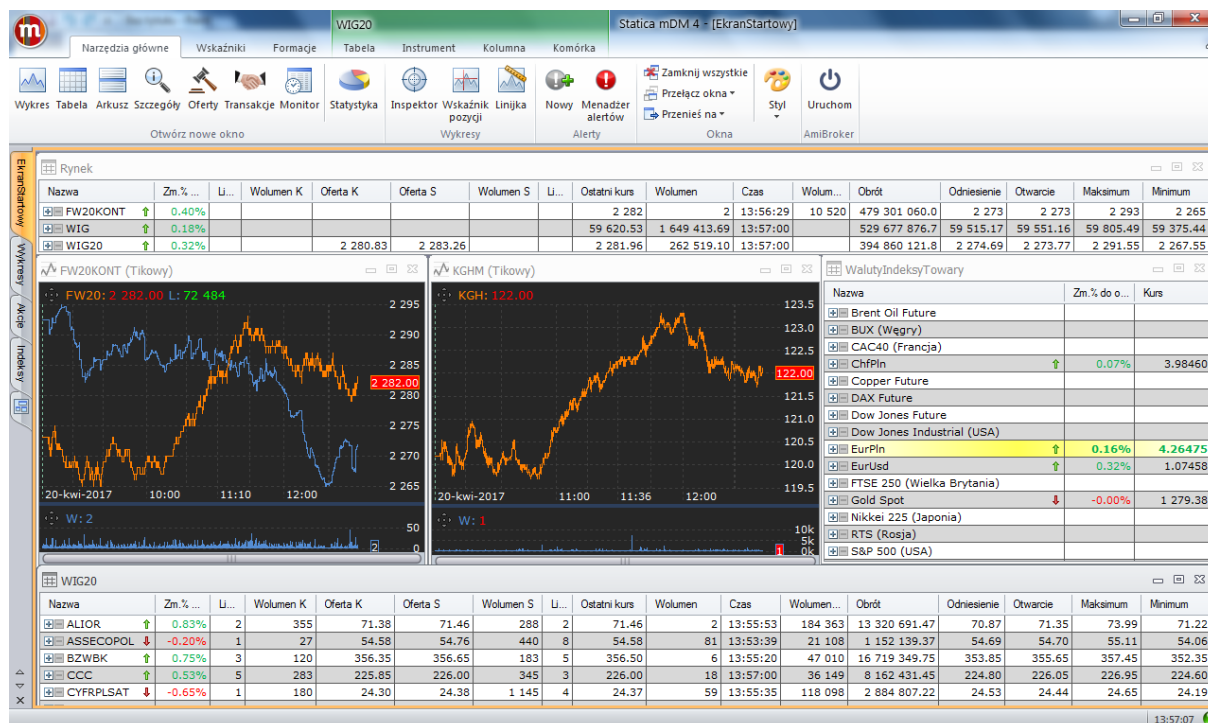 m
WIG20
Statica mDM 4 - [EkranStartowy]
Narzędzia główne Wskaźniki Formacje Tabela Instrument Kolumna Komórka
Wykres Tabela Arkusz Szczegóły Oferty Transakcje Monitor Statystyka Inspektor Wskaźnik pozycji Linijka Nowy Menadżer alertów Zamknij wszystkie Przełącz okna Przenieś na Styl Uruchom
Otwórz nowe okno Wykresy Alerty Okna AmiBroker
EkranStartowy
Wykresy
Akcje
Indeksy
Rynek
Nazwa Zm.% ... Li... Wolumen K Oferta K Oferta S Wolumen S Li... Ostatni kurs Wolumen Czas Wolum... Obrót Odniesienie Otwarcie Maksimum Minimum
FW20KONT 0.40% 2 282 2 13:56:29 10 520 479 301 060.0 2 273 2 273 2 293 2 265
WIG 0.18% 59 620.53 1 649 413.69 13:57:00 529 677 876.7 59 515.17 59 551.16 59 805.49 59 375.44
WIG20 0.32% 2 280.83 2 283.26 2 281.96 262 519.10 13:57:00 394 860 121.8 2 274.69 2 273.77 2 291.55 2 267.55
FW20KONT (Tikowy)
FW20: 2 282.00 L: 72 484
2 295
2 290
2 285
2 282.00
2 280
2 275
2 270
2 265
20-kwi-2017 10:00 11:10 12:00
W: 2
50
2 0
KGHM (Tikowy)
KGH: 122.00
123.5
123.0
122.5
122.00
121.5
121.0
120.5
120.0
119.5
20-kwi-2017 11:00 11:36 12:00
W: 1
10k
5k
1 0k
WalutyIndeksyTowary
Nazwa Zm.% do o... Kurs
Brent Oil Future
BUX (Węgry)
CAC40 (Francja)
ChfPln 0.07% 3.98460
Copper Future
DAX Future
Dow Jones Future
Dow Jones Industrial (USA)
EurPln 0.16% 4.26475
EurUsd 0.32% 1.07458
FTSE 250 (Wielka Brytania)
Gold Spot -0.00% 1 279.38
Nikkei 225 (Japonia)
RTS (Rosja)
S&P 500 (USA)
WIG20
Nazwa Zm.% ... Li... Wolumen K Oferta K Oferta S Wolumen S Li... Ostatni kurs Wolumen Czas Wolumen... Obrót Odniesienie Otwarcie Maksimum Minimum
ALIOR 0.83% 2 355 71.38 71.46 288 2 71.46 2 13:55:53 184 363 13 320 691.47 70.87 71.35 73.99 71.22
ASSECOPOL -0.20% 1 27 54.58 54.76 440 8 54.58 81 13:53:39 21 108 1 152 139.37 54.69 54.70 55.11 54.06
BZWBK 0.75% 3 120 356.35 356.65 183 5 356.50 6 13:55:20 47 010 16 719 349.75 353.85 355.65 357.45 352.35
CCC 0.53% 5 283 225.85 226.00 345 3 226.00 18 13:57:00 36 149 8 162 431.45 224.80 226.05 226.95 224.60
CYFRPLSAT -0.65% 1 180 24.30 24.38 1 145 4 24.37 59 13:55:35 118 098 2 884 807.22 24.53 24.44 24.65 24.19
13:57:07